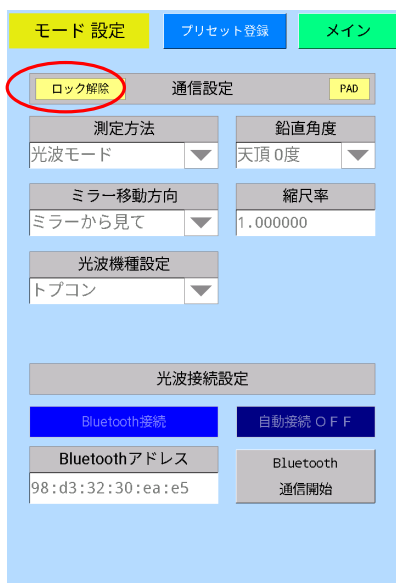 モード 設定 プリセット登録 メイン
ロック解除 通信設定 PAD
測定方法 鉛直角度
光波モード 天頂 0度
ミラー移動方向 縮尺率
ミラーから見て 1.000000
光波機種設定
トプコン
光波接続設定
Bluetooth接続 自動接続 ＯＦＦ
Bluetoothアドレス Bluetooth
98:d3:32:30:ea:e5 通信開始